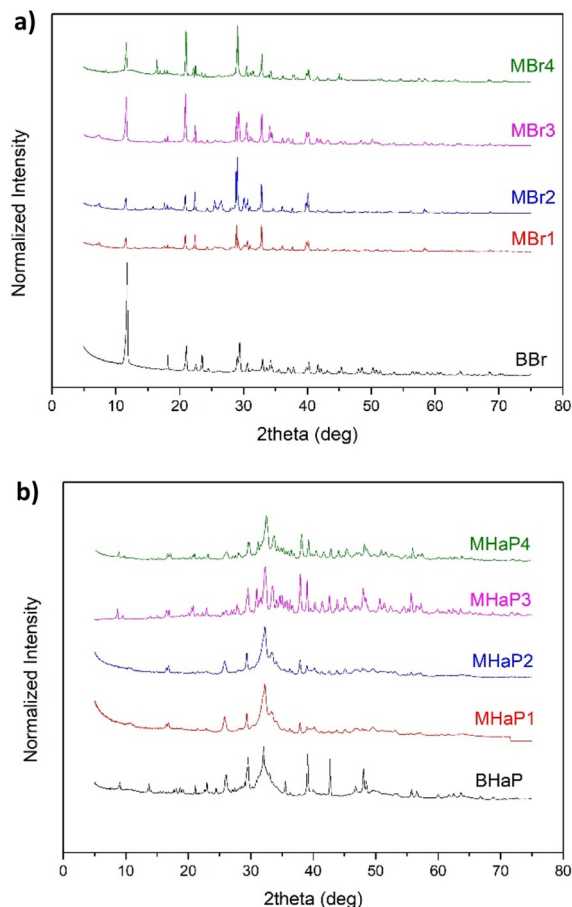 a)
MBr4
MBr3
MBr2
MBr1
BBr
Normalized Intensity
0 10 20 30 40 50 60 70 80
2theta (deg)
b)
MHaP4
MHaP3
MHaP2
MHaP1
BHaP
Normalized Intensity
0 10 20 30 40 50 60 70 80
2theta (deg)